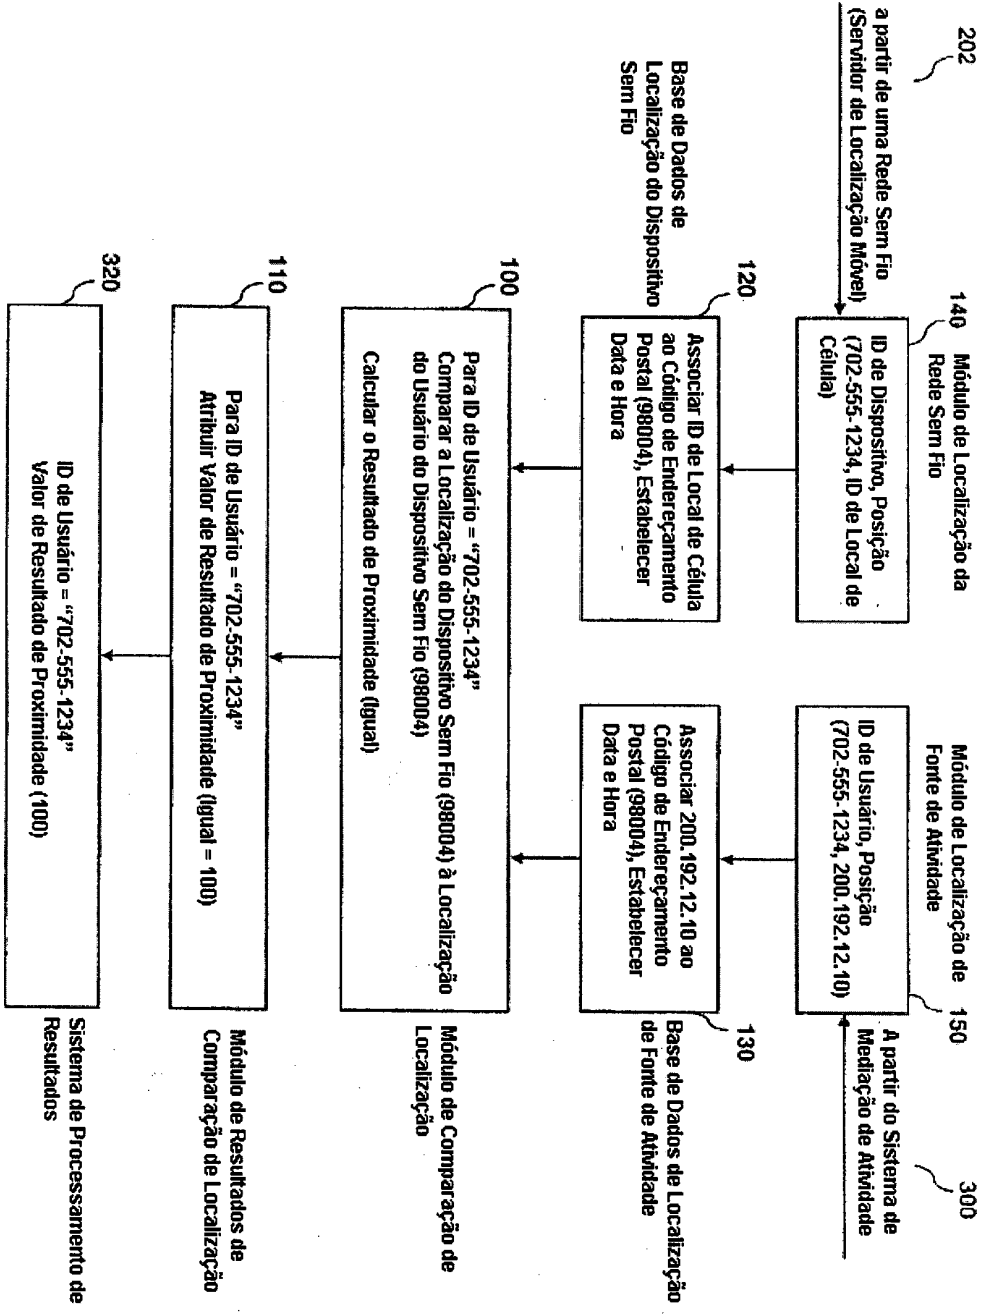 202
a partir de uma Rede Sem Fio
(Servidor de Localização Móvel)
140
Módulo de Localização da
Rede Sem Fio
ID de Dispositivo, Posição
(702-555-1234, ID de Local de
Célula)
300
A partir do Sistema de
Mediação de Atividade
150
Módulo de Localização de
Fonte de Atividade
ID de Usuário, Posição
(702-555-1234, 200.192.12.10)
Base de Dados de
Localização do Dispositivo
Sem Fio
120
Associar ID de Local de Célula
ao Código de Endereçamento
Postal (98004), Estabelecer
Data e Hora
Associar 200.192.12.10 ao
Código de Endereçamento
Postal (98004), Estabelecer
Data e Hora
130
Base de Dados de Localização
de Fonte de Atividade
100
Para ID de Usuário = “702-555-1234”
Comparar a Localização do Dispositivo Sem Fio (98004) à Localização
do Usuário do Dispositivo Sem Fio (98004)
Calcular o Resultado de Proximidade (Igual)
Módulo de Comparação de
Localização
110
Para ID de Usuário = “702-555-1234”
Atribuir Valor de Resultado de Proximidade (Igual = 100)
Módulo de Resultados de
Comparação de Localização
320
ID de Usuário = “702-555-1234”
Valor de Resultado de Proximidade (100)
Sistema de Processamento de
Resultados